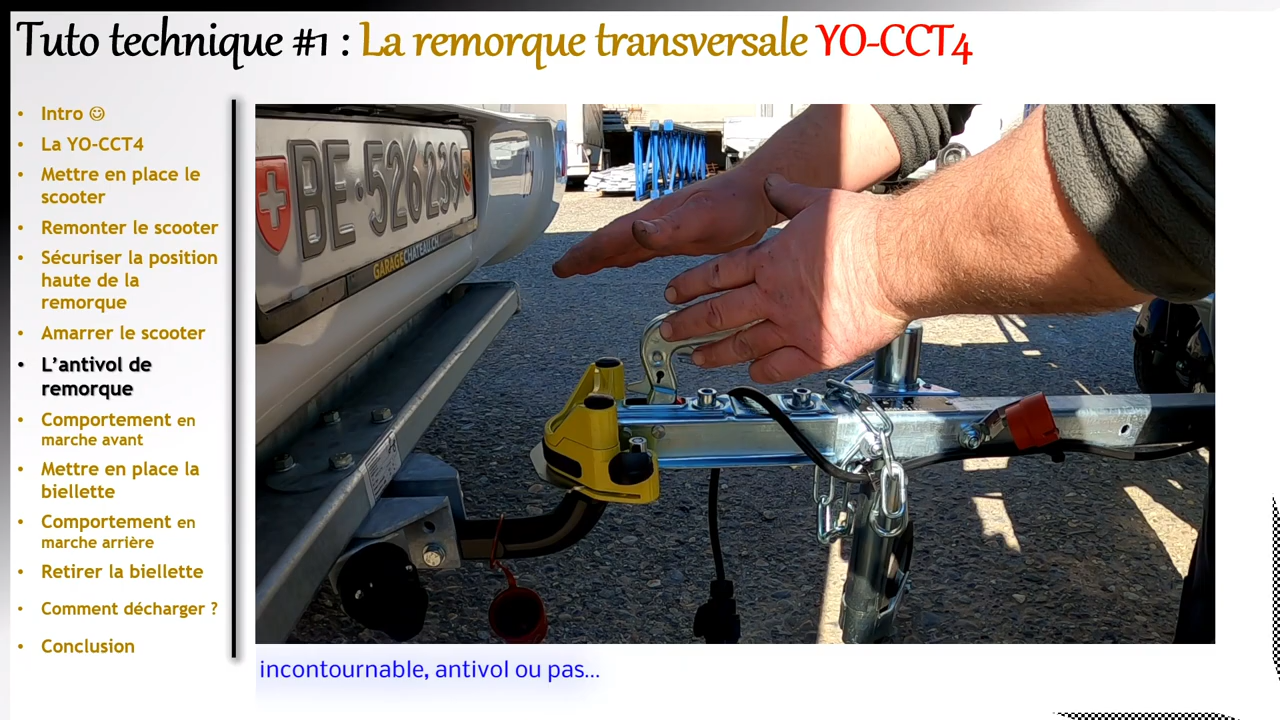 Tuto technique #1 : La remorque transversale YO-CCT4
• Intro ☺
• La YO-CCT4
• Mettre en place le
scooter
• Remonter le scooter
• Sécuriser la position
haute de la
remorque
• Amarrer le scooter
• L’antivol de
remorque
• Comportement en
marche avant
• Mettre en place la
biellette
• Comportement en
marche arrière
• Retirer la biellette
• Comment décharger ?
• Conclusion
BE·526239
GARAGECHATEAU.CH
incontournable, antivol ou pas...